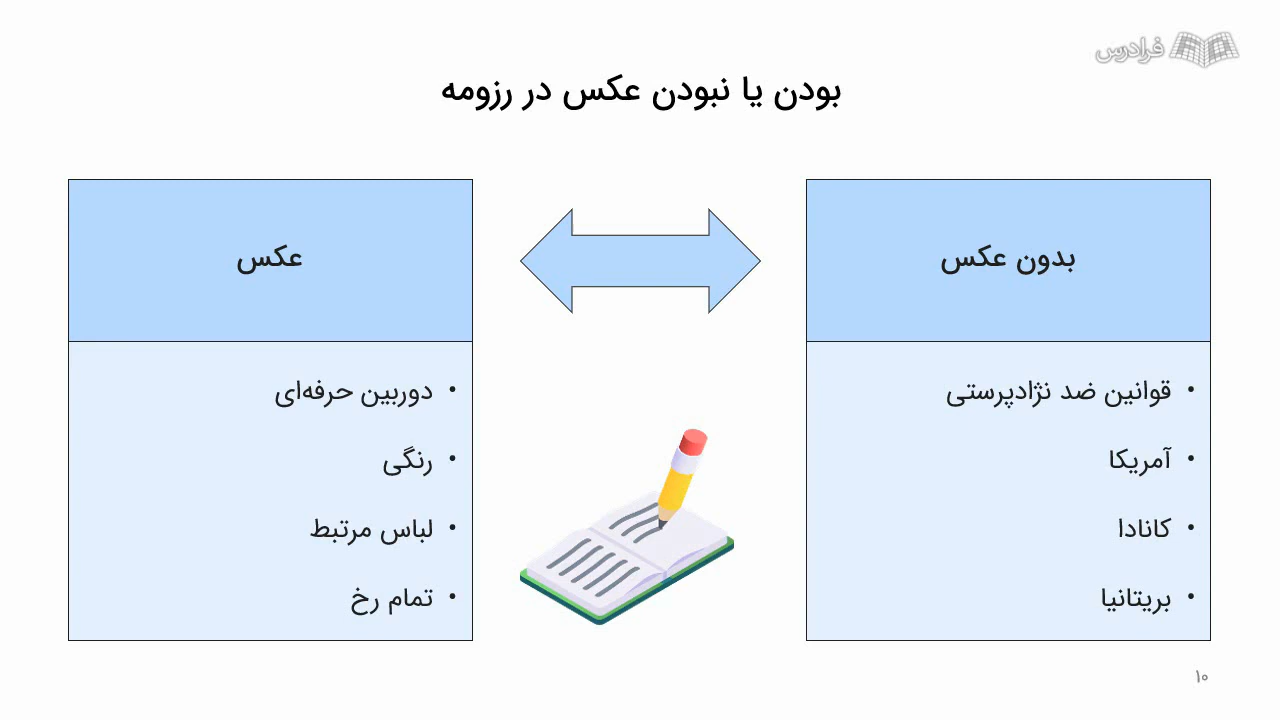 فرادرس
بودن یا نبودن عکس در رزومه
بدون عکس
• قوانین ضد نژادپرستی
• آمریکا
• کانادا
• بریتانیا
عکس
• دوربین حرفه‌ای
• رنگی
• لباس مرتبط
• تمام رخ
۱۰